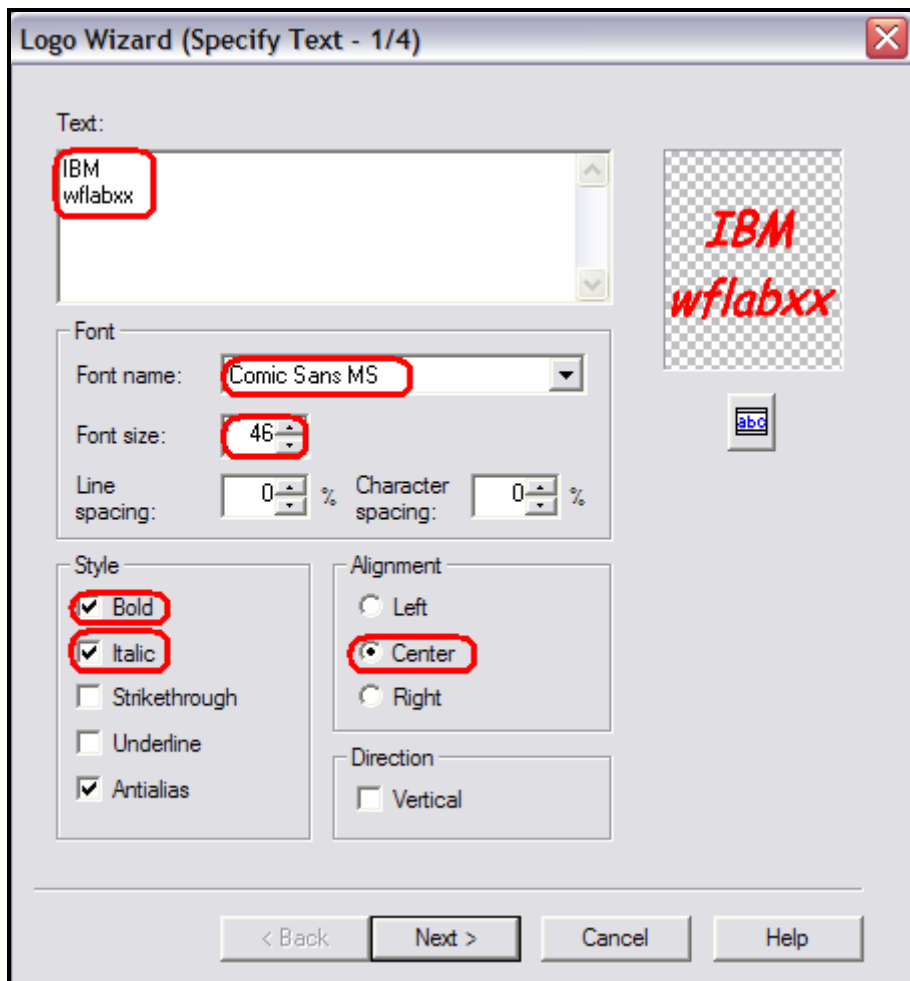 Logo Wizard (Specify Text - 1/4)
Text:
IBM
wflabxx
IBM
wflabxx
Font
Font name: Comic Sans MS
abc
Font size: 46
Line spacing: 0 % Character spacing: 0 %
Style
Bold
Italic
Strikethrough
Underline
Antialias
Alignment
Left
Center
Right
Direction
Vertical
< Back Next > Cancel Help